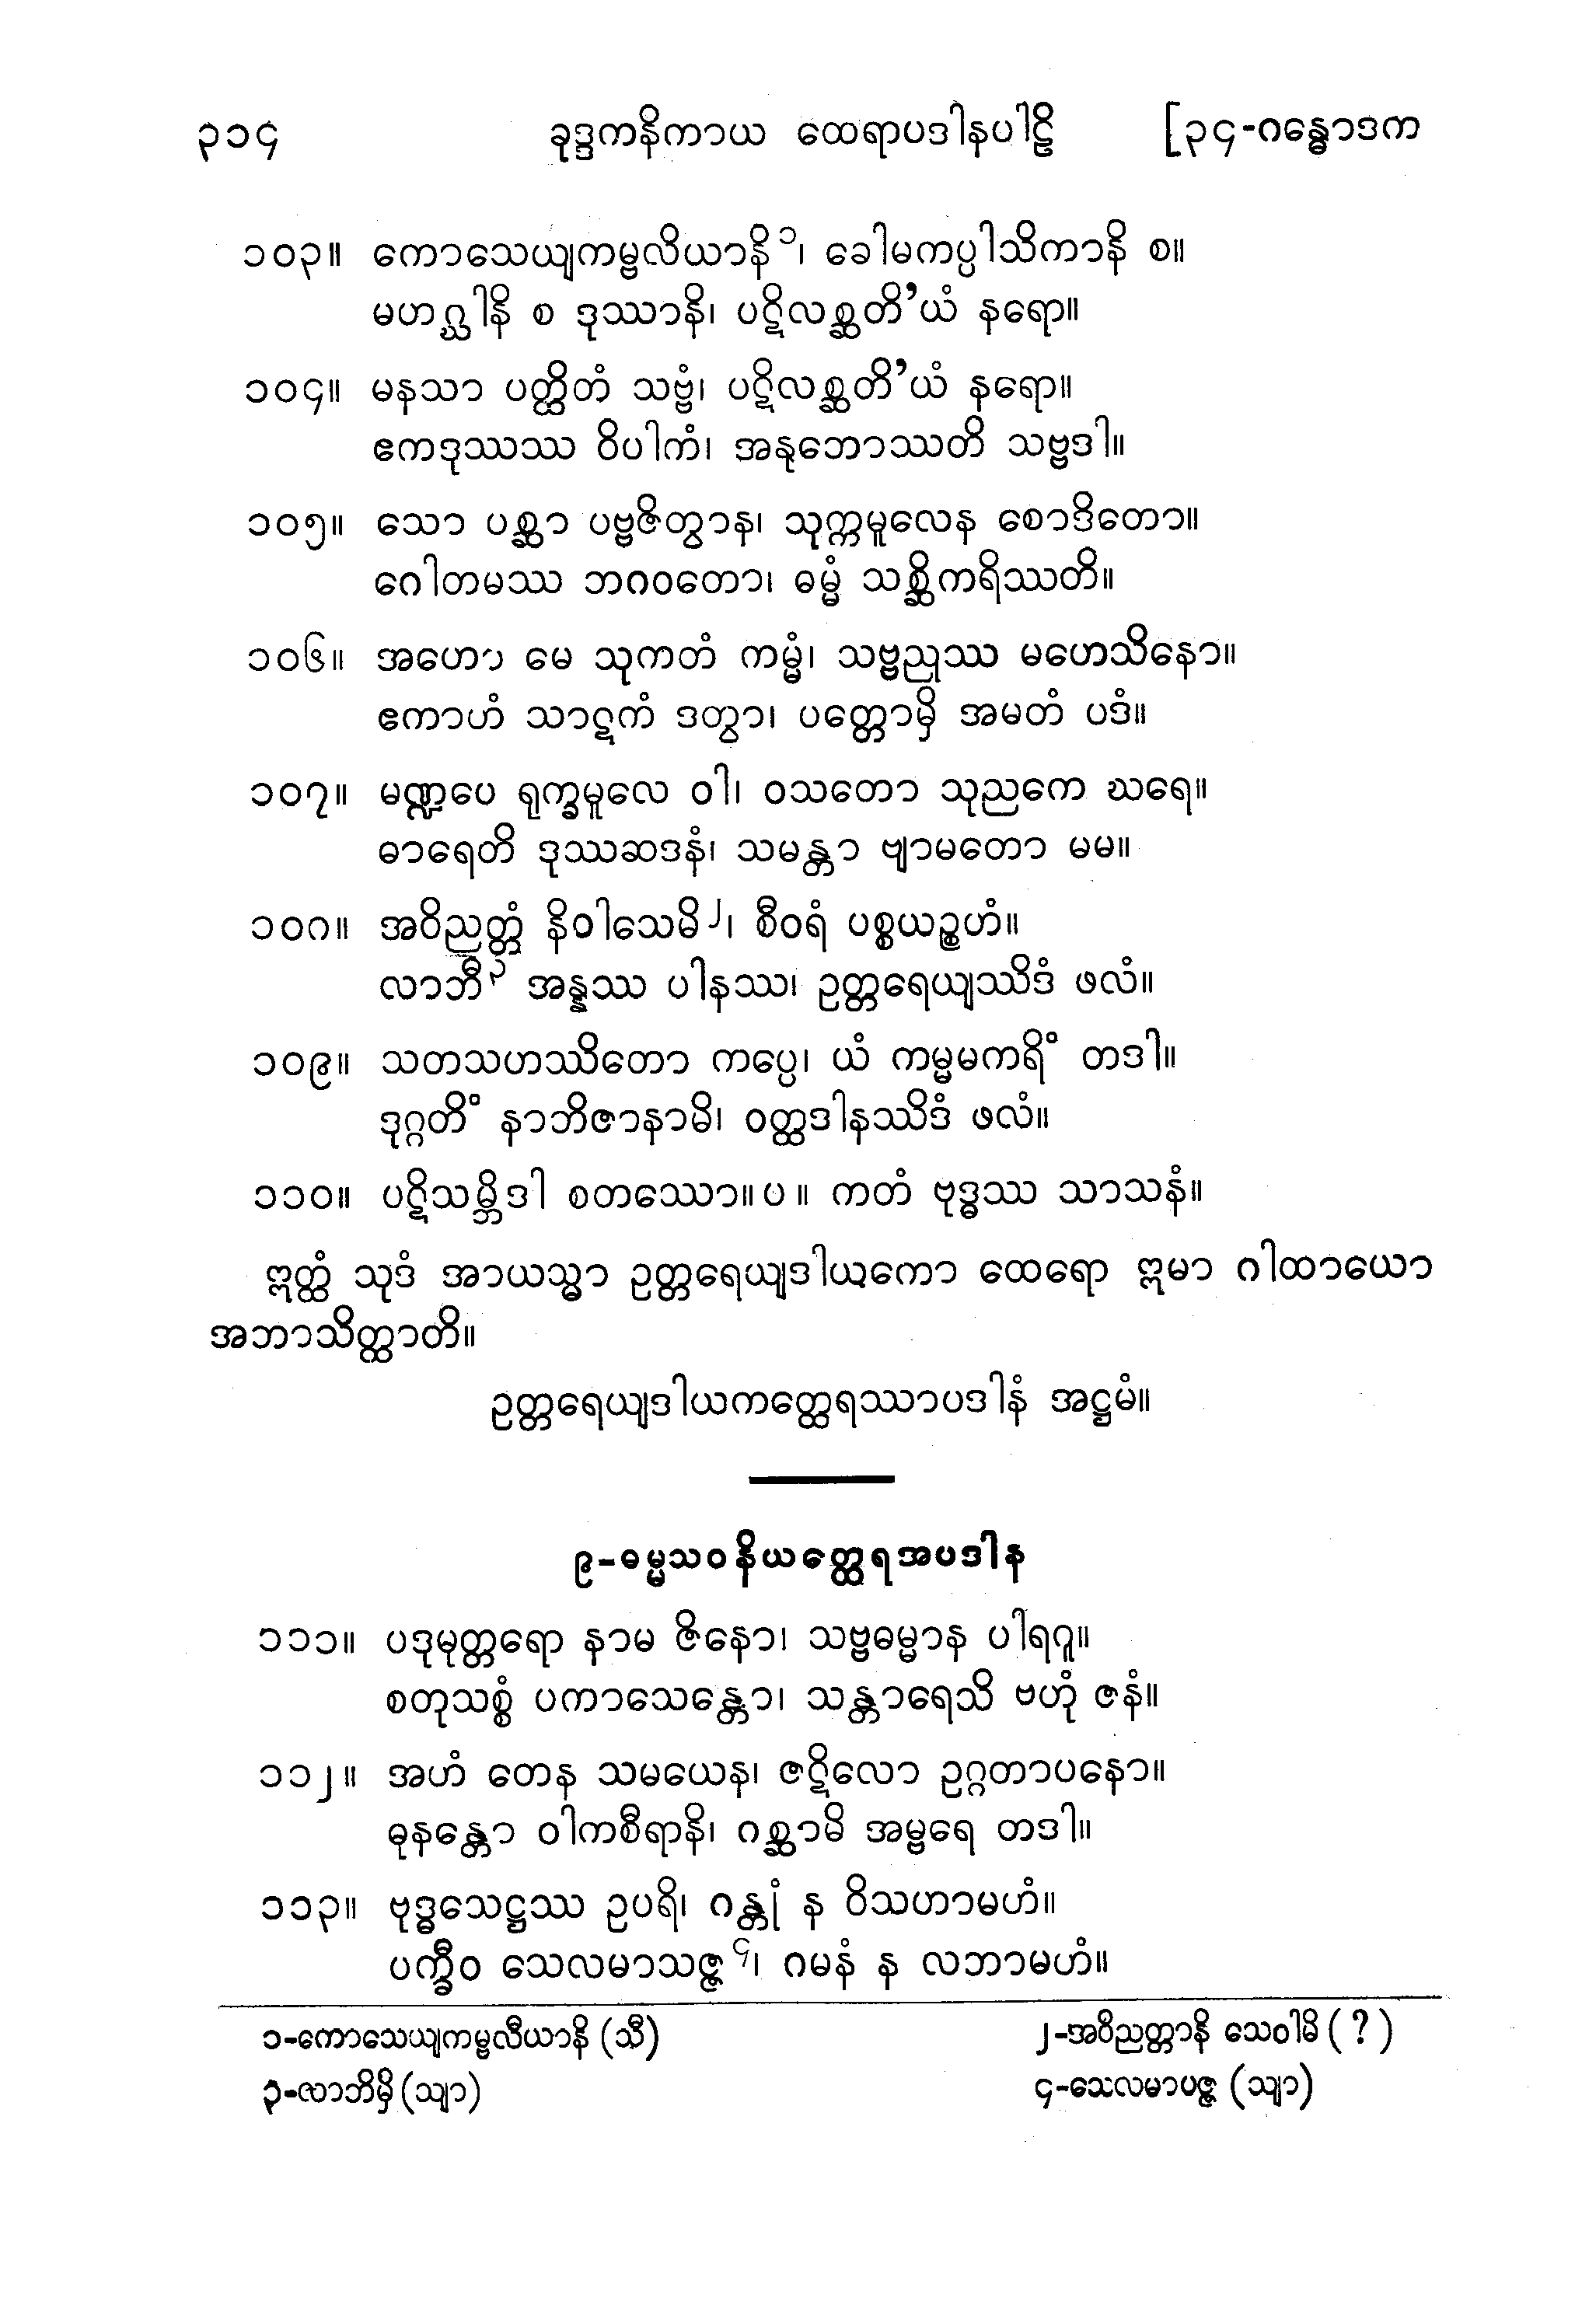 ၃၁၄ ခုဒ္ဒကနိကာယ ထေရာပဒါနပါဠိ [၃၄-ဂန္ဓောဒက
၁၀၃။ ကောသေယျကမ္ဗလိယာနိ၁၊ ခေါမကပ္ပါသိကာနိ စ။
မဟဂ္ဃါနိ စ ဒုဿာနိ၊ ပဋိလစ္ဆတိ’ယံ နရော။
၁၀၄။ မနသာ ပတ္ထိတံ သဗ္ဗံ၊ ပဋိလစ္ဆတိ’ယံ နရော။
ဧကဒုဿဿ ဝိပါကံ၊ အနုဘောဿတိ သဗ္ဗဒါ။
၁၀၅။ သော ပစ္ဆာ ပဗ္ဗဇိတွာန၊ သုက္ကမူလေန စောဒိတော။
ဂေါတမဿ ဘဂဝတော၊ ဓမ္မံ သစ္ဆိကရိဿတိ။
၁၀၆။ အဟော မေ သုကတံ ကမ္မံ၊ သဗ္ဗညုဿ မဟေသိနော။
ဧကာဟံ သာဋကံ ဒတွာ၊ ပတ္တောမှိ အမတံ ပဒံ။
၁၀၇။ မဏ္ဍပေ ရုက္ခမူလေ ဝါ၊ ဝသတော သုညကေ ဃရေ။
ဓာရေတိ ဒုဿဆဒနံ၊ သမန္တာ ဗျာမတော မမ။
၁၀၈။ အဝိညတ္တံ နိဝါသေမိ၂၊ စီဝရံ ပစ္စယဉ္စဟံ။
လာဘီ၃ အန္နဿ ပါနဿ၊ ဥတ္တရေယျဿိဒံ ဖလံ။
၁၀၉။ သတသဟဿိတော ကပ္ပေ၊ ယံ ကမ္မမကရိံ တဒါ။
ဒုဂ္ဂတိံ နာဘိဇာနာမိ၊ ဝတ္ထဒါနဿိဒံ ဖလံ။
၁၁၀။ ပဋိသမ္ဘိဒါ စတဿော။ပ။ ကတံ ဗုဒ္ဓဿ သာသနံ။
ဣတ္ထံ သုဒံ အာယသ္မာ ဥတ္တရေယျဒါယကော ထေရော ဣမာ ဂါထာယော
အဘာသိတ္ထာတိ။
ဥတ္တရေယျဒါယကတ္ထေရဿာပဒါနံ အဋ္ဌမံ။
၉-ဓမ္မသဝနိယတ္ထေရအပဒါန
၁၁၁။ ပဒုမုတ္တရော နာမ ဇိနော၊ သဗ္ဗဓမ္မာန ပါရဂူ။
စတုသစ္စံ ပကာသေန္တော၊ သန္တာရေသိ ဗဟုံ ဇနံ။
၁၁၂။ အဟံ တေန သမယေန၊ ဇဋိလော ဥဂ္ဂတာပနော။
ဓုနန္တော ဝါကစီရာနိ၊ ဂစ္ဆာမိ အမ္ဗရေ တဒါ။
၁၁၃။ ဗုဒ္ဓသေဋ္ဌဿ ဥပရိ၊ ဂန္တုံ န ဝိသဟာမဟံ။
ပက္ခီဝ သေလမာသဇ္ဇ၄၊ ဂမနံ န လဘာမဟံ။
၁-ကောသေယျကမ္ဗလီယာနိ (သီ) ၂-အဝိညတ္တာနိ သေဝါမိ (?)
၃-လာဘိမှိ (သျာ) ၄-သေလမာပဇ္ဇ (သျာ)